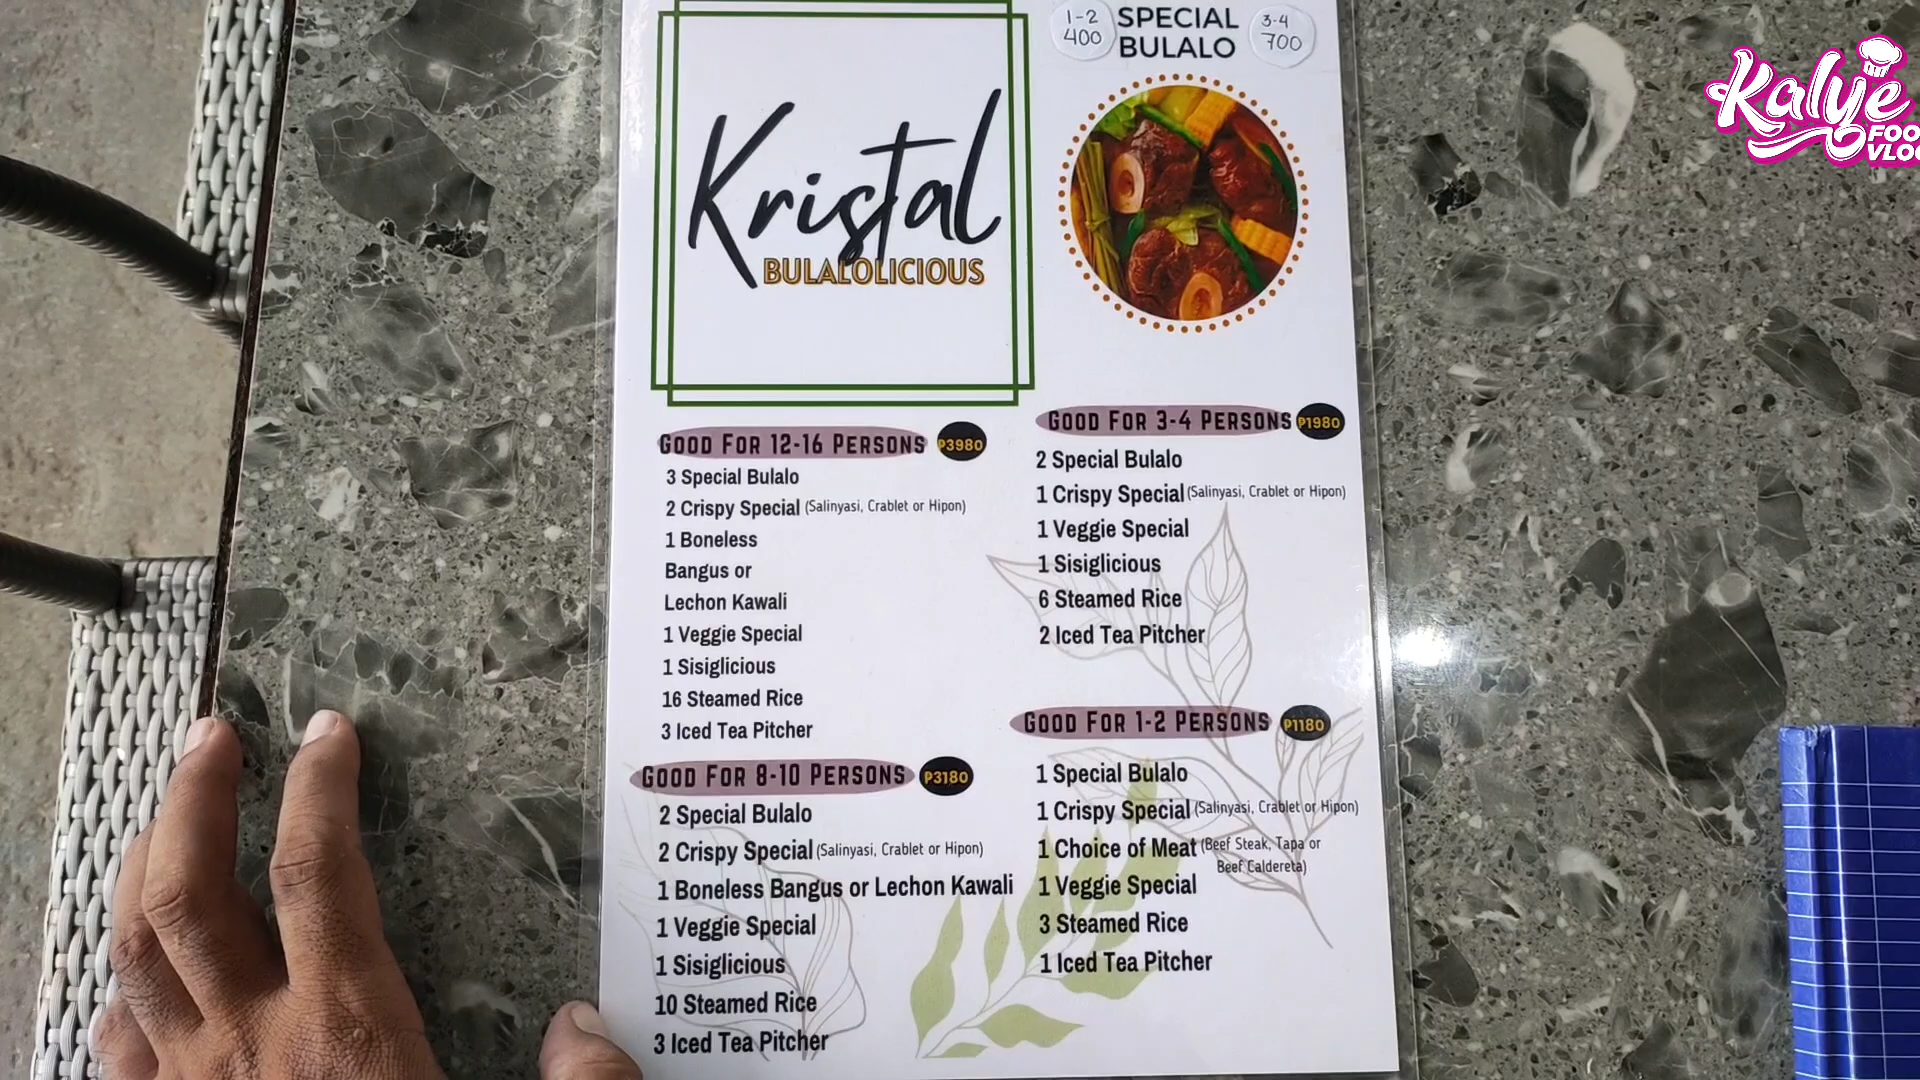 Kristal
BULALOLICIOUS
1-2
400
SPECIAL
BULALO
3-4
700
GOOD FOR 12-16 PERSONS ₱3980
3 Special Bulalo
2 Crispy Special (Salinyasi, Crablet or Hipon)
1 Boneless
Bangus or
Lechon Kawali
1 Veggie Special
1 Sisiglicious
16 Steamed Rice
3 Iced Tea Pitcher
GOOD FOR 8-10 PERSONS ₱3180
2 Special Bulalo
2 Crispy Special (Salinyasi, Crablet or Hipon)
1 Boneless Bangus or Lechon Kawali
1 Veggie Special
1 Sisiglicious
10 Steamed Rice
3 Iced Tea Pitcher
GOOD FOR 3-4 PERSONS ₱1980
2 Special Bulalo
1 Crispy Special (Salinyasi, Crablet or Hipon)
1 Veggie Special
1 Sisiglicious
6 Steamed Rice
2 Iced Tea Pitcher
GOOD FOR 1-2 PERSONS ₱1180
1 Special Bulalo
1 Crispy Special (Salinyasi, Crablet or Hipon)
1 Choice of Meat (Beef Steak, Tapa or
Beef Caldereta)
1 Veggie Special
3 Steamed Rice
1 Iced Tea Pitcher
Kalye
FOO
VLO